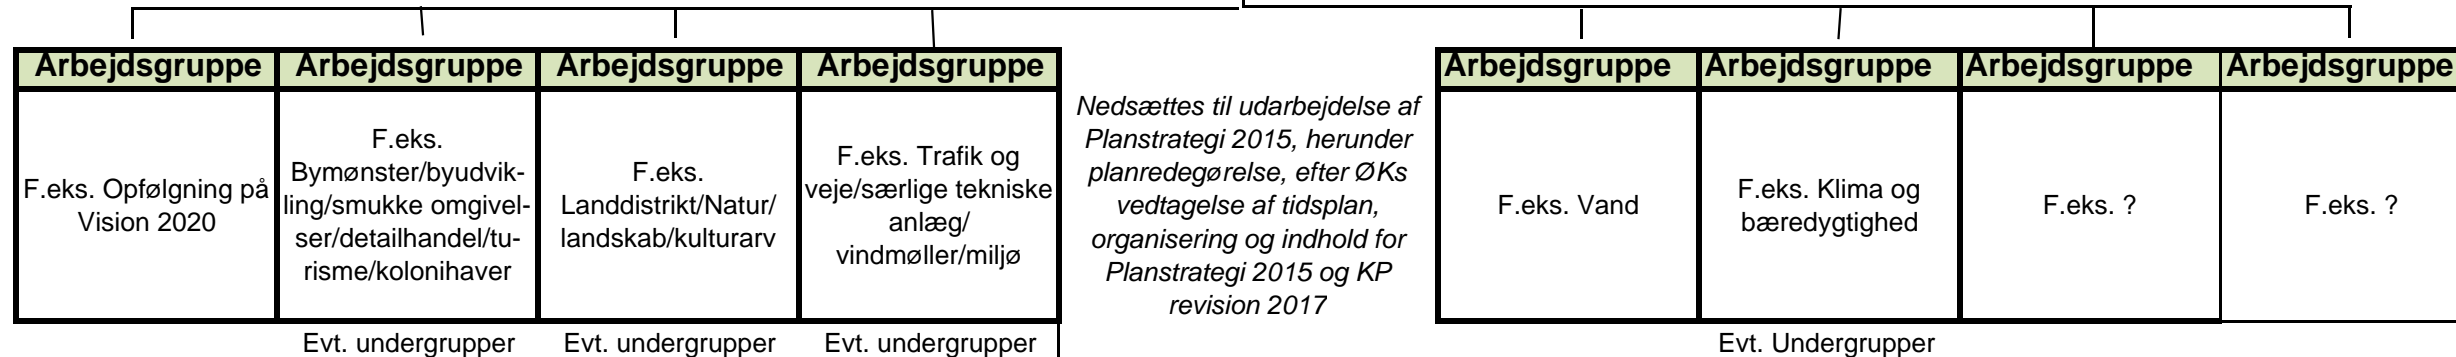 Arbejdsgruppe
F.eks. Opfølgning på
Vision 2020
Arbejdsgruppe
F.eks.
Bymønster/byudvik-
ling/smukke omgivel-
ser/detailhandel/tu-
risme/kolonihaver
Evt. undergrupper
Arbejdsgruppe
F.eks.
Landdistrikt/Natur/
landskab/kulturarv
Evt. undergrupper
Arbejdsgruppe
F.eks. Trafik og
veje/særlige tekniske
anlæg/
vindmøller/miljø
Evt. undergrupper
Nedsættes til udarbejdelse af
Planstrategi 2015, herunder
planredegørelse, efter ØKs
vedtagelse af tidsplan,
organisering og indhold for
Planstrategi 2015 og KP
revision 2017
Arbejdsgruppe
F.eks. Vand
Arbejdsgruppe
F.eks. Klima og
bæredygtighed
Evt. Undergrupper
Arbejdsgruppe
F.eks. ?
Arbejdsgruppe
F.eks. ?